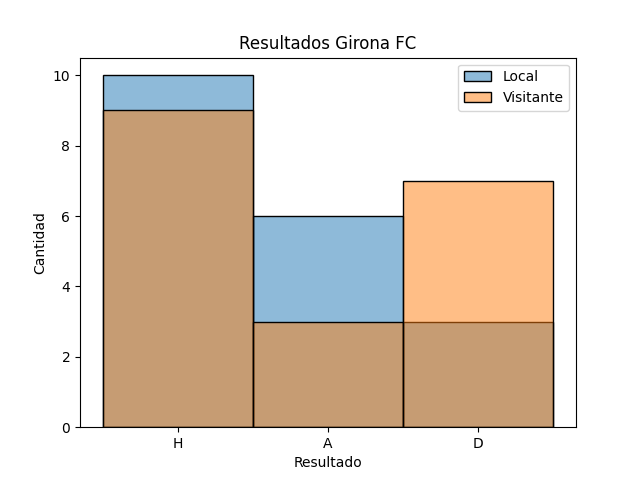 Resultados Girona FC
Local
Visitante
10
8
6
4
2
0
Cantidad
H A D
Resultado